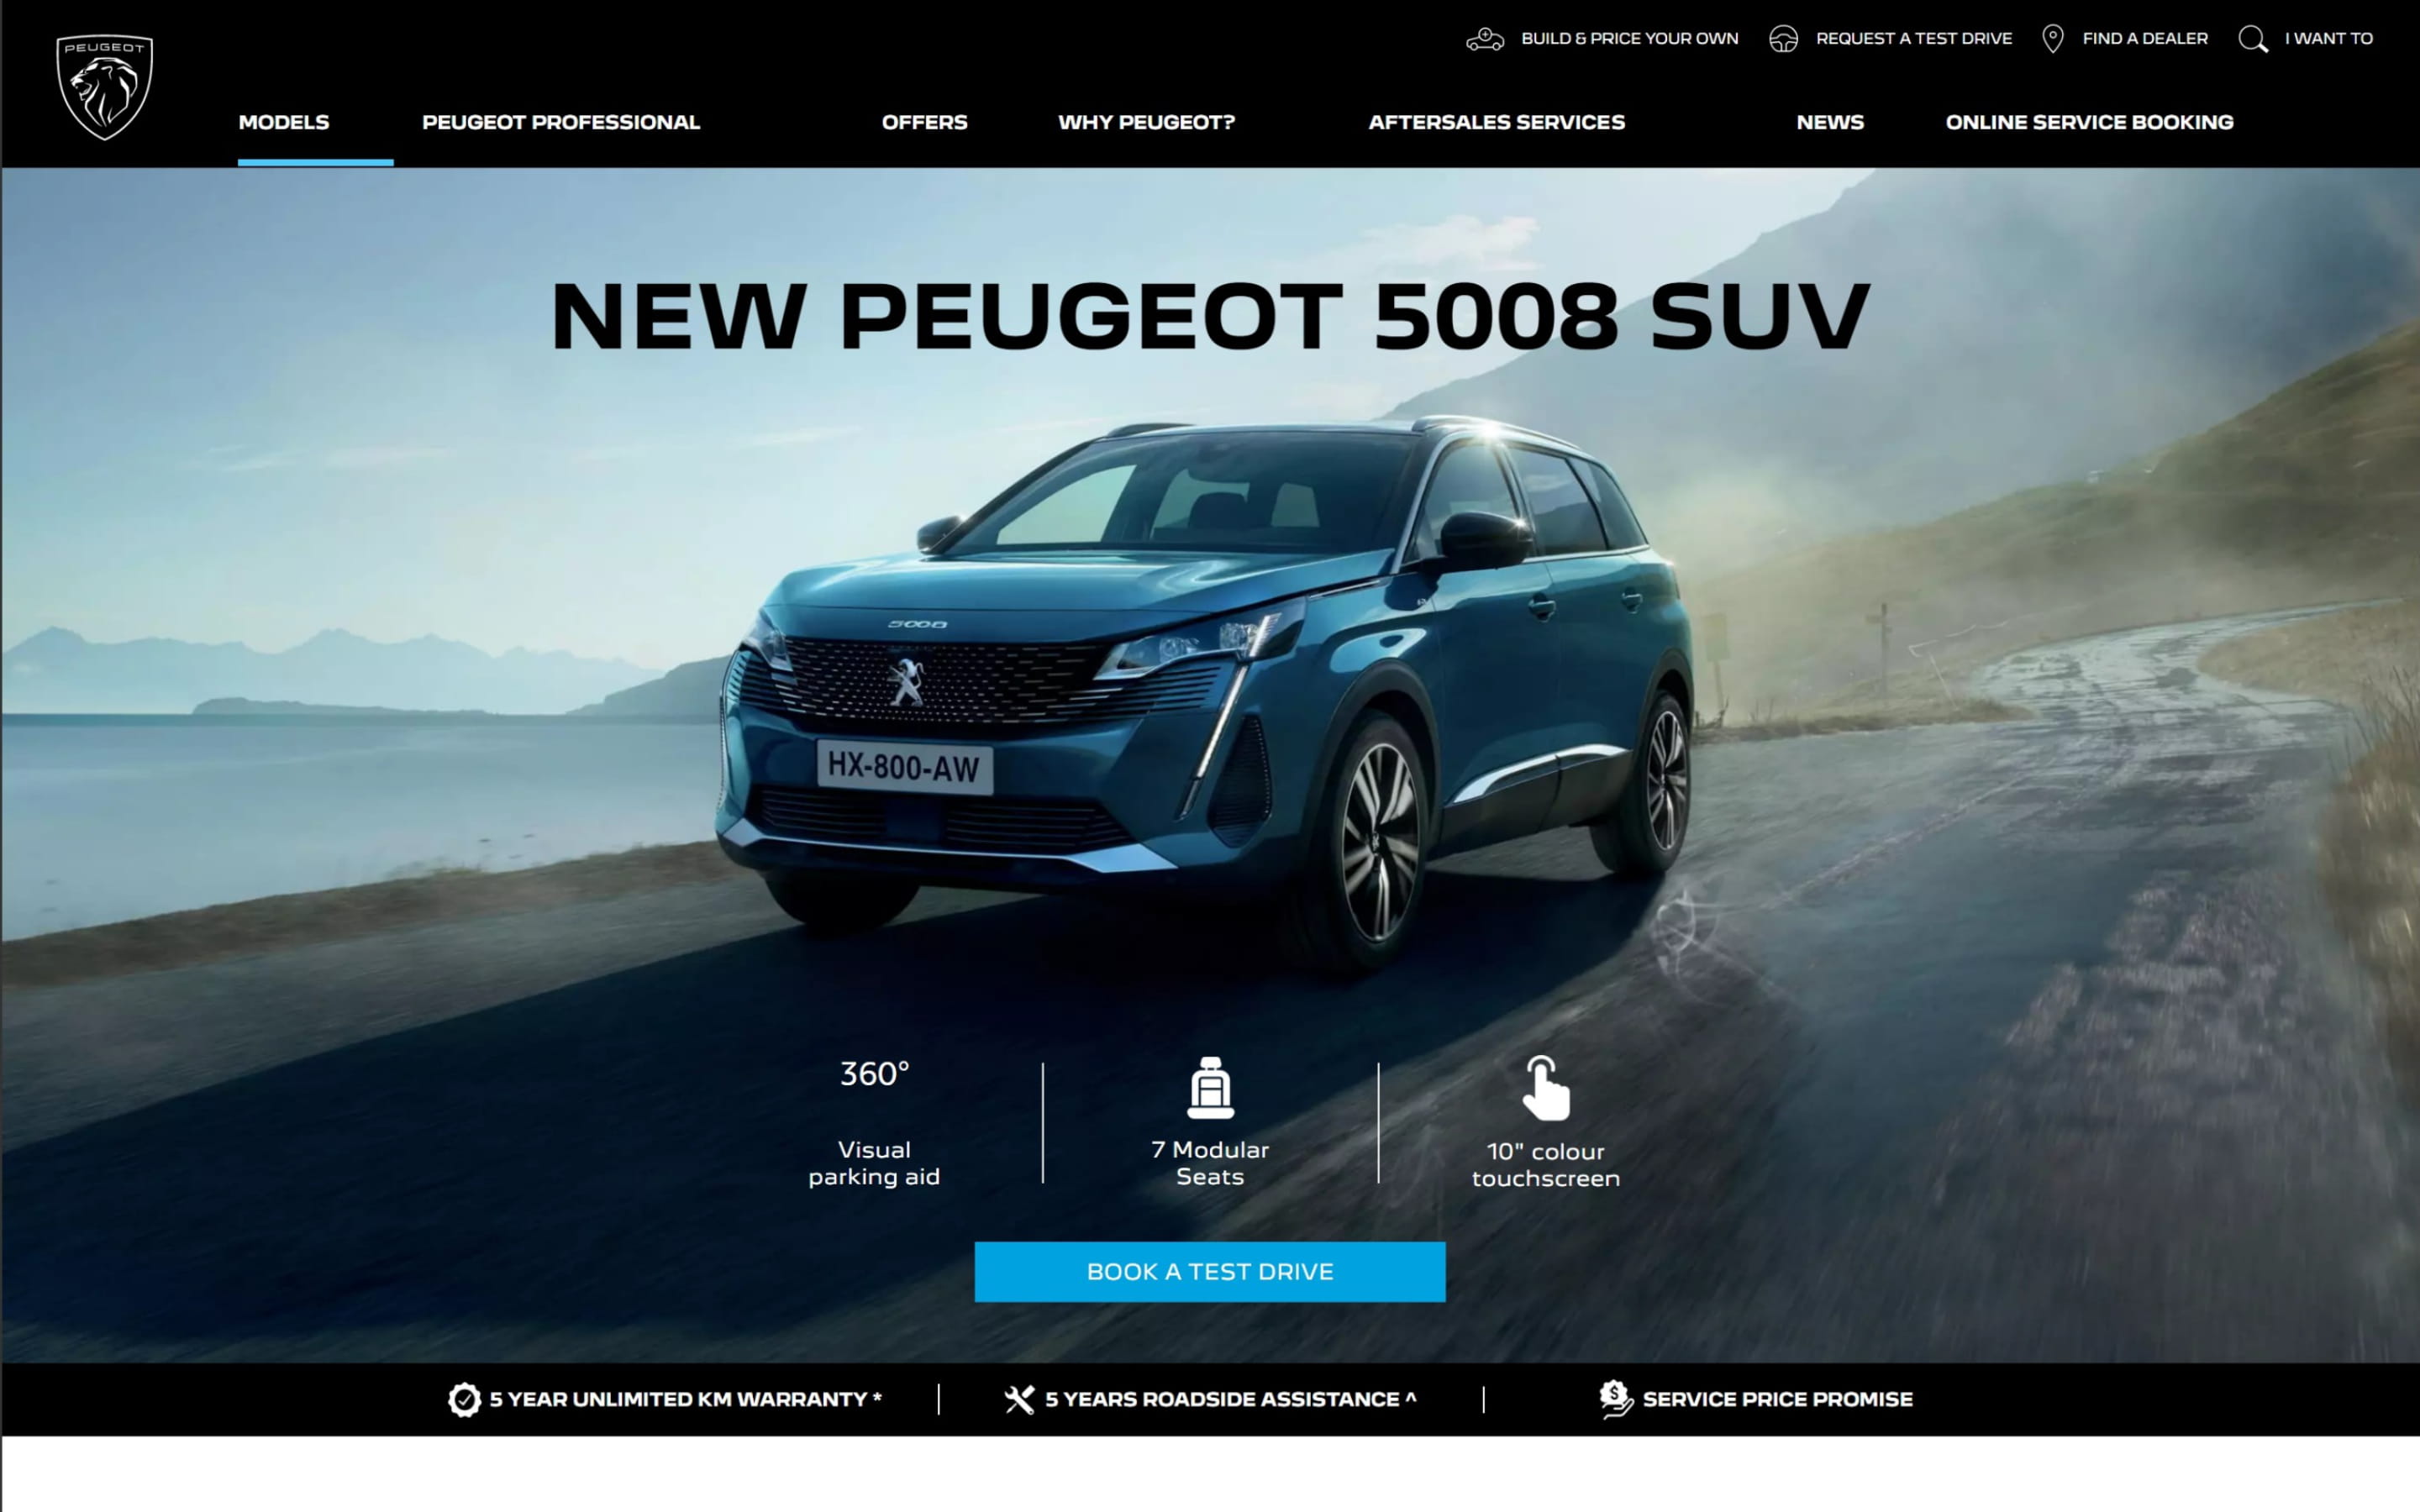 PEUGEOT
BUILD & PRICE YOUR OWN
REQUEST A TEST DRIVE
FIND A DEALER
I WANT TO
MODELS
PEUGEOT PROFESSIONAL
OFFERS
WHY PEUGEOT?
AFTERSALES SERVICES
NEWS
ONLINE SERVICE BOOKING
NEW PEUGEOT 5008 SUV
5008
HX-800-AW
360°
Visual
parking aid
7 Modular
Seats
10" colour
touchscreen
BOOK A TEST DRIVE
5 YEAR UNLIMITED KM WARRANTY *
5 YEARS ROADSIDE ASSISTANCE ^
$ SERVICE PRICE PROMISE